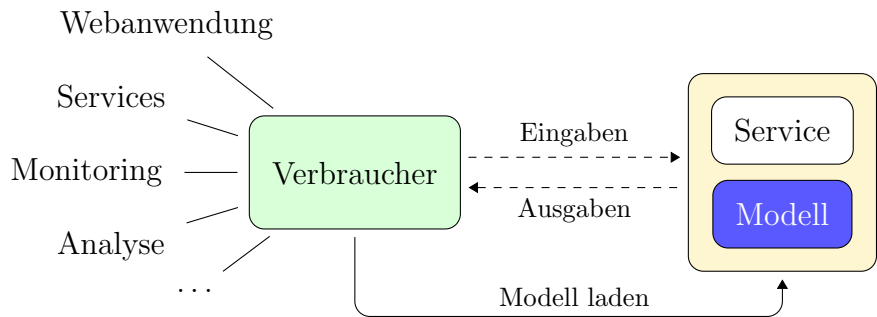 Webanwendung
Services
Monitoring
Analyse
...
Verbraucher
Eingaben
Ausgaben
Modell laden
Service
Modell